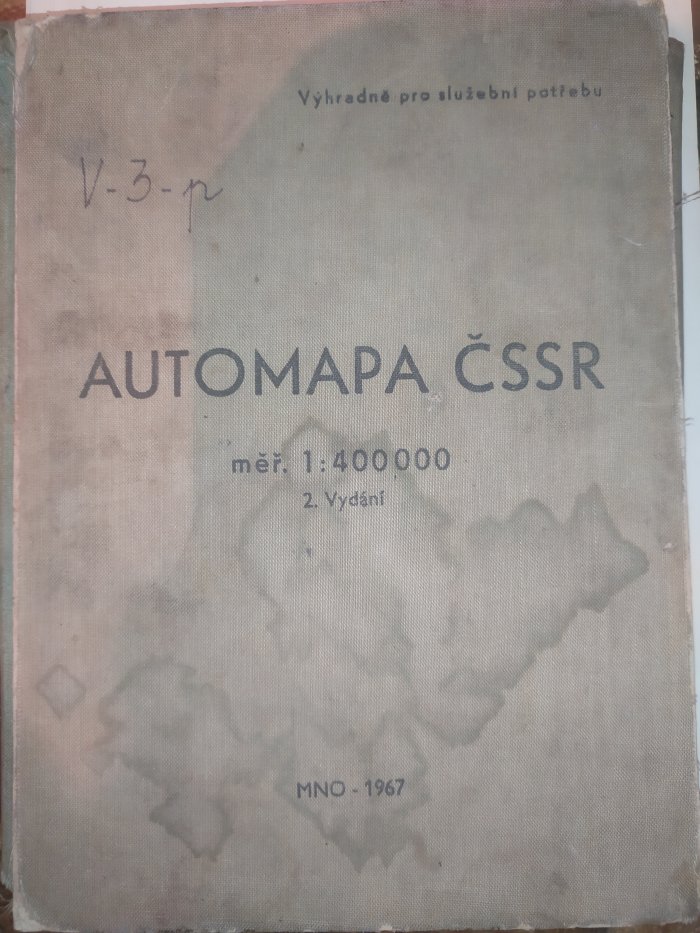 Výhradně pro služební potřebu
V-3-p
AUTOMAPA ČSSR
měř. 1:400000
2. Vydání
MNO - 1967